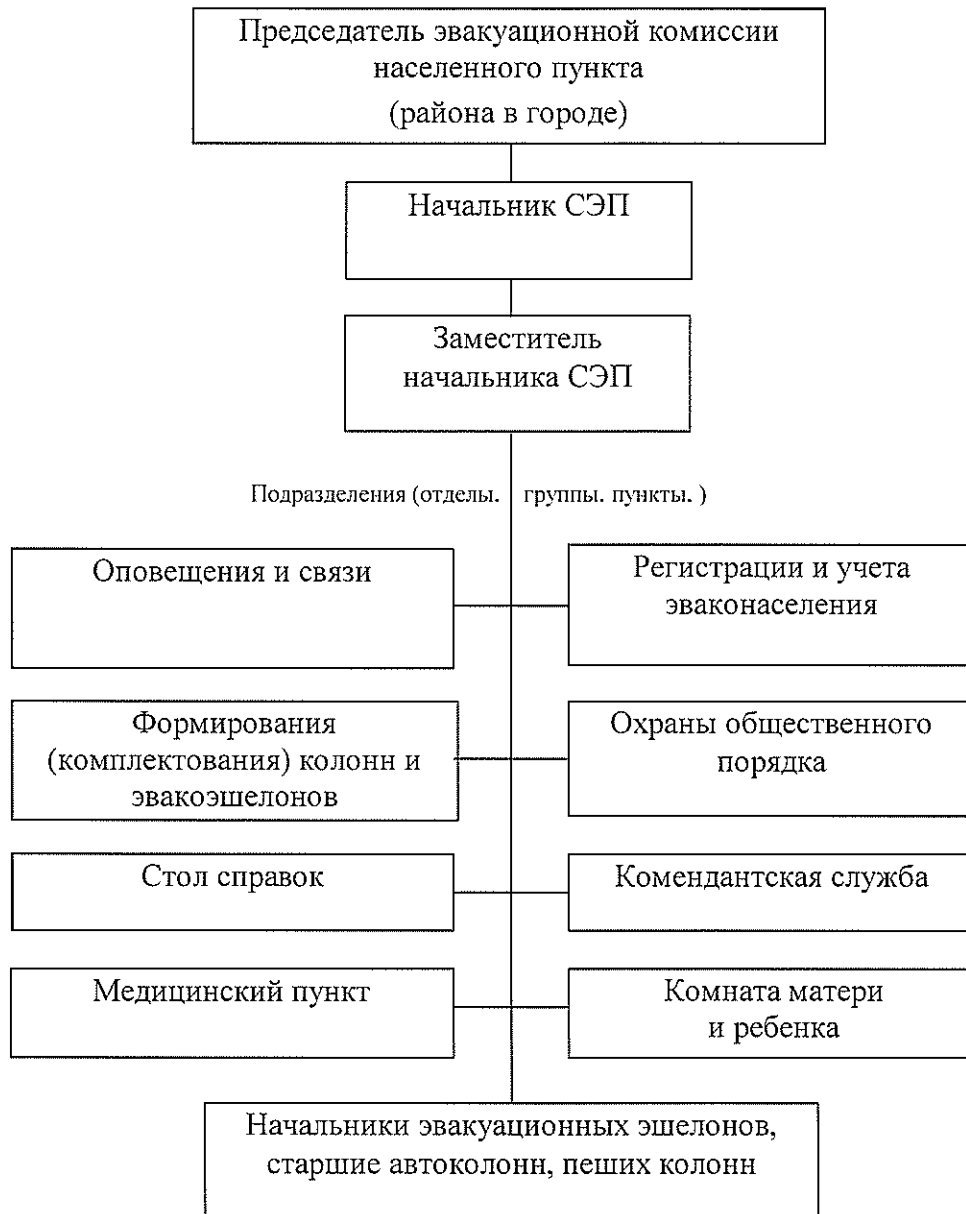 Председатель эвакуационной комиссии
населенного пункта
(района в городе)
Начальник СЭП
Заместитель
начальника СЭП
Подразделения (отделы. группы. пункты. )
Оповещения и связи
Регистрации и учета
эваконаселения
Формирования
(комплектования) колонн и
эвакоэшелонов
Охраны общественного
порядка
Стол справок
Комендантская служба
Медицинский пункт
Комната матери
и ребенка
Начальники эвакуационных эшелонов,
старшие автоколонн, пеших колонн